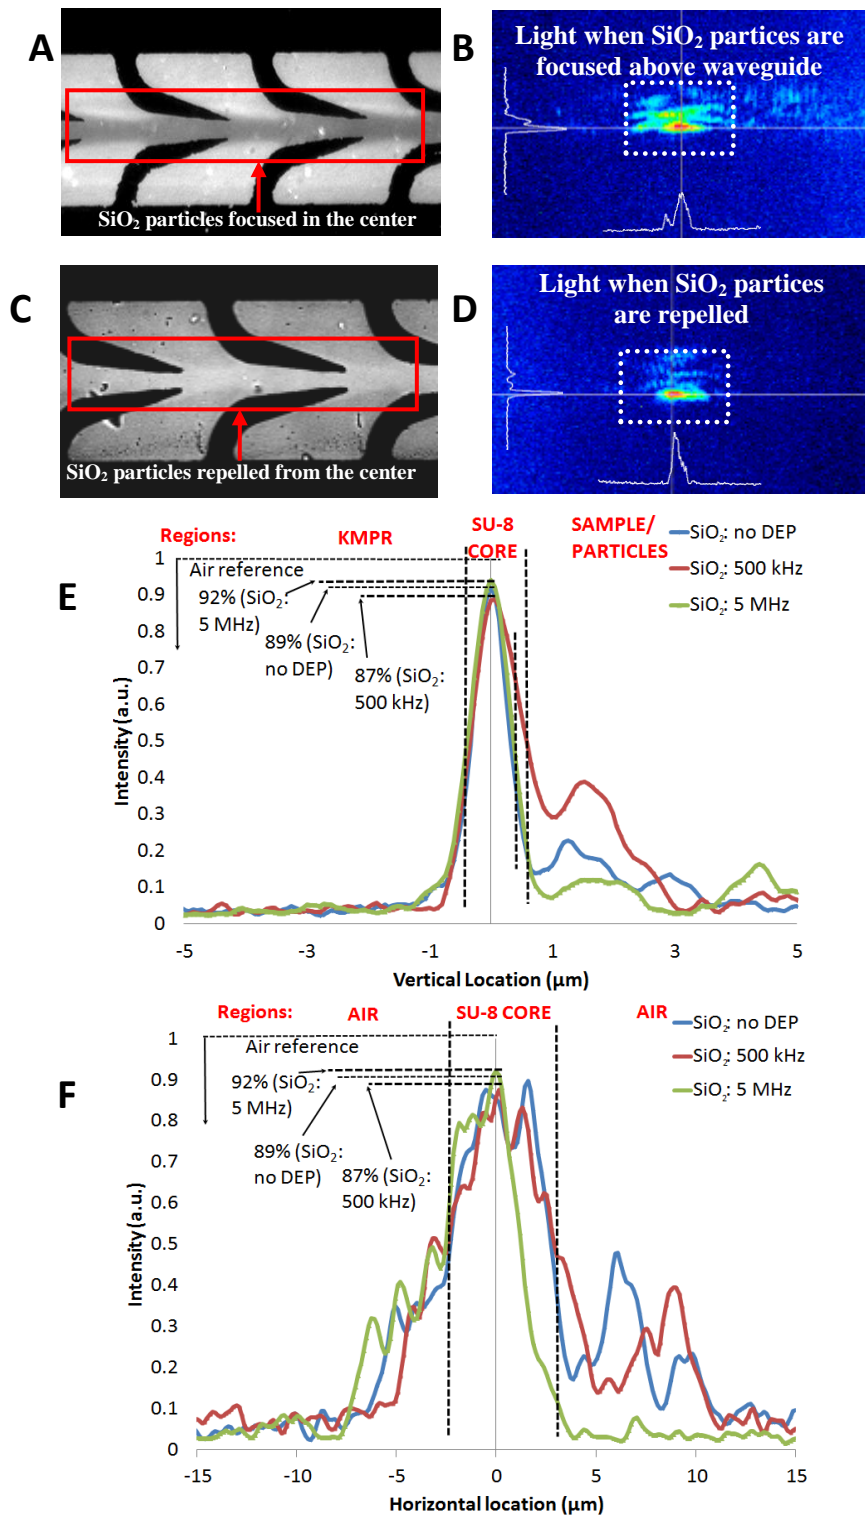 A
SiO2 particles focused in the center
B
Light when SiO2 partices are
focused above waveguide
C
SiO2 particles repelled from the center
D
Light when SiO2 partices
are repelled
E
Regions:
KMPR
SU-8
CORE
SAMPLE/
PARTICLES
SiO2: no DEP
SiO2: 500 kHz
SiO2: 5 MHz
Air reference
92% (SiO2:
5 MHz)
89% (SiO2:
no DEP)
87% (SiO2:
500 kHz)
Intensity (a.u.)
1
0.9
0.8
0.7
0.6
0.5
0.4
0.3
0.2
0.1
0
-5 -3 -1 1 3 5
Vertical Location (µm)
F
Regions:
AIR
SU-8 CORE
AIR
SiO2: no DEP
SiO2: 500 kHz
SiO2: 5 MHz
Air reference
92% (SiO2:
5 MHz)
89% (SiO2:
no DEP)
87% (SiO2:
500 kHz)
Intensity (a.u.)
1
0.9
0.8
0.7
0.6
0.5
0.4
0.3
0.2
0.1
0
-15 -10 -5 0 5 10 15
Horizontal location (µm)